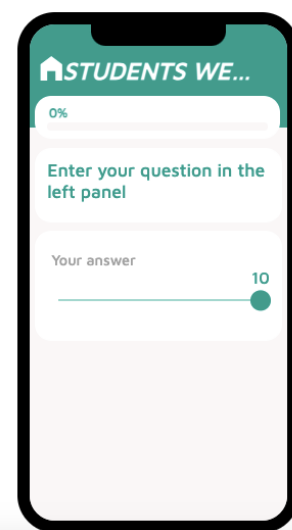 STUDENTS WE...
0%
Enter your question in the
left panel
Your answer
10